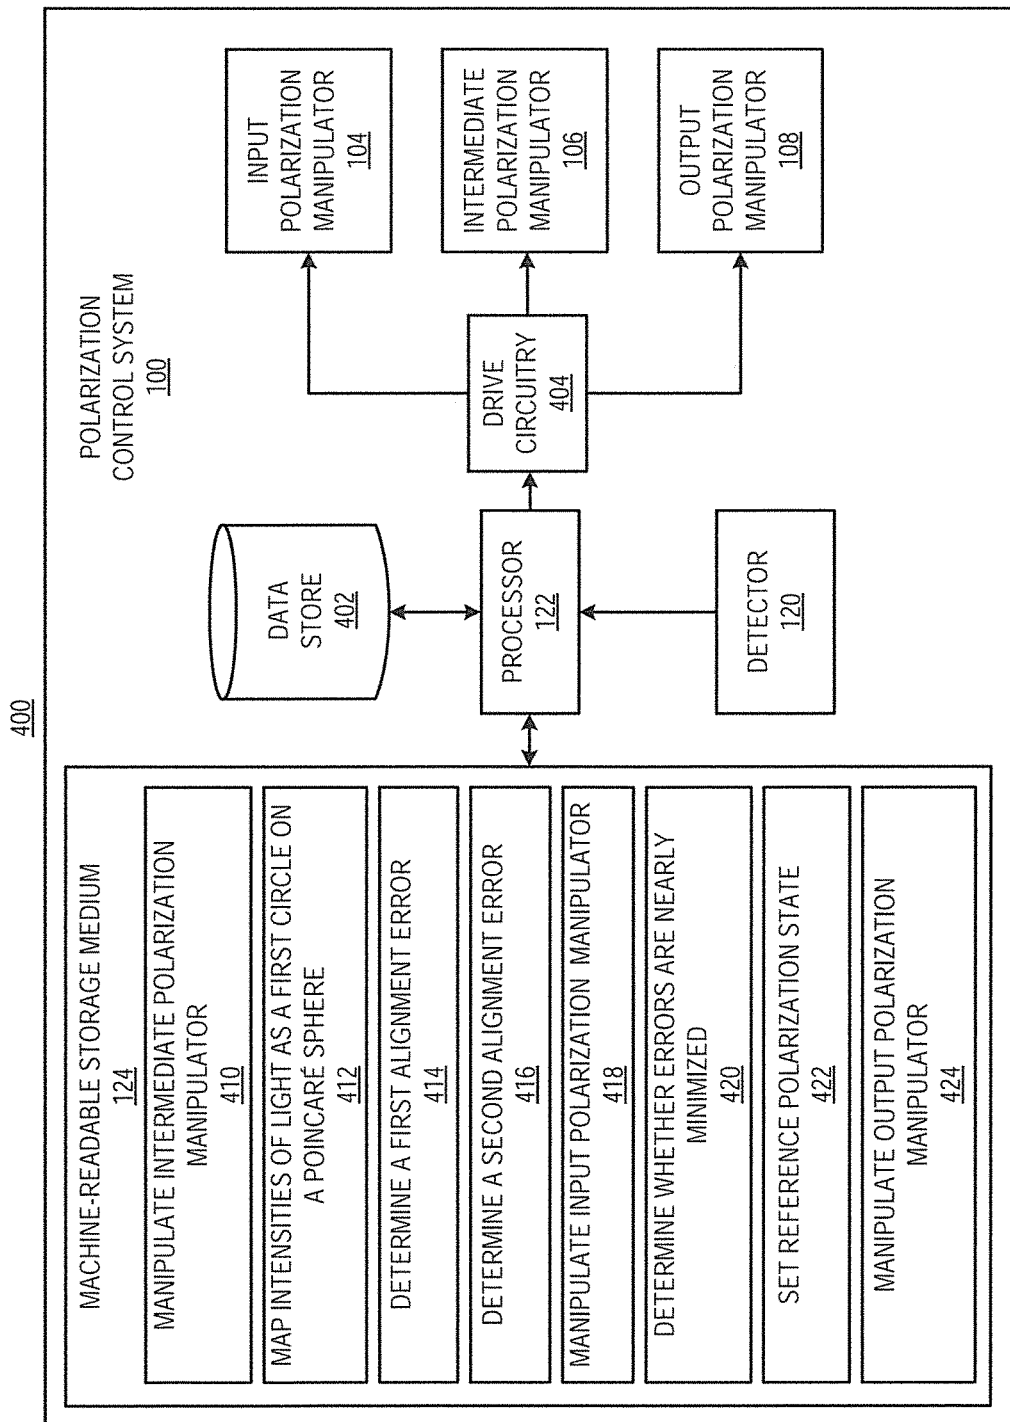 400
MACHINE-READABLE STORAGE MEDIUM
124
MANIPULATE INTERMEDIATE POLARIZATION
MANIPULATOR
410
MAP INTENSITIES OF LIGHT AS A FIRST CIRCLE ON
A POINCARÉ SPHERE
412
DETERMINE A FIRST ALIGNMENT ERROR
414
DETERMINE A SECOND ALIGNMENT ERROR
416
MANIPULATE INPUT POLARIZATION MANIPULATOR
418
DETERMINE WHETHER ERRORS ARE NEARLY
MINIMIZED
420
SET REFERENCE POLARIZATION STATE
422
MANIPULATE OUTPUT POLARIZATION
MANIPULATOR
424
DATA
STORE
402
PROCESSOR
122
DETECTOR
120
POLARIZATION
CONTROL SYSTEM
100
DRIVE
CIRCUITRY
404
INPUT
POLARIZATION
MANIPULATOR
104
INTERMEDIATE
POLARIZATION
MANIPULATOR
106
OUTPUT
POLARIZATION
MANIPULATOR
108